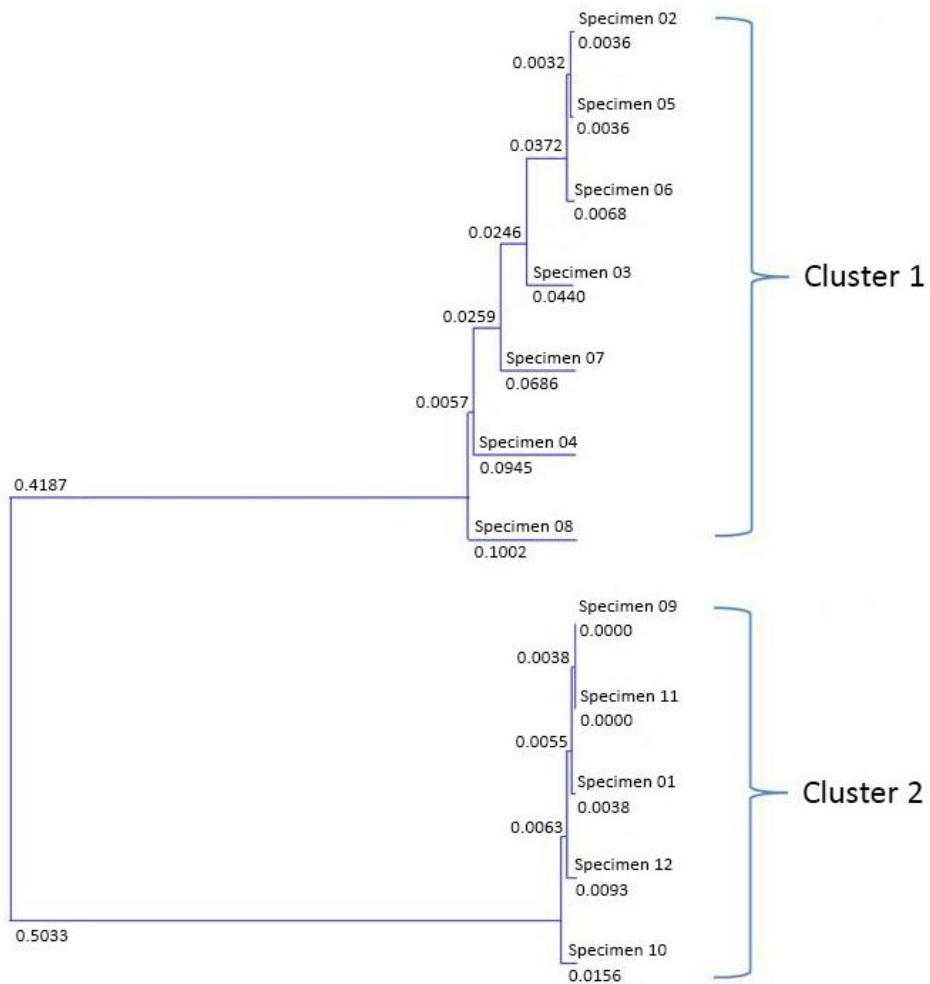 Specimen 02
0.0036
0.0032
Specimen 05
0.0036
0.0372
Specimen 06
0.0068
0.0246
Specimen 03
0.0440
Cluster 1
0.0259
Specimen 07
0.0686
0.0057
Specimen 04
0.0945
0.4187
Specimen 08
0.1002
Specimen 09
0.0000
0.0038
Specimen 11
0.0000
0.0055
Specimen 01
0.0038
Cluster 2
0.0063
Specimen 12
0.0093
0.5033
Specimen 10
0.0156